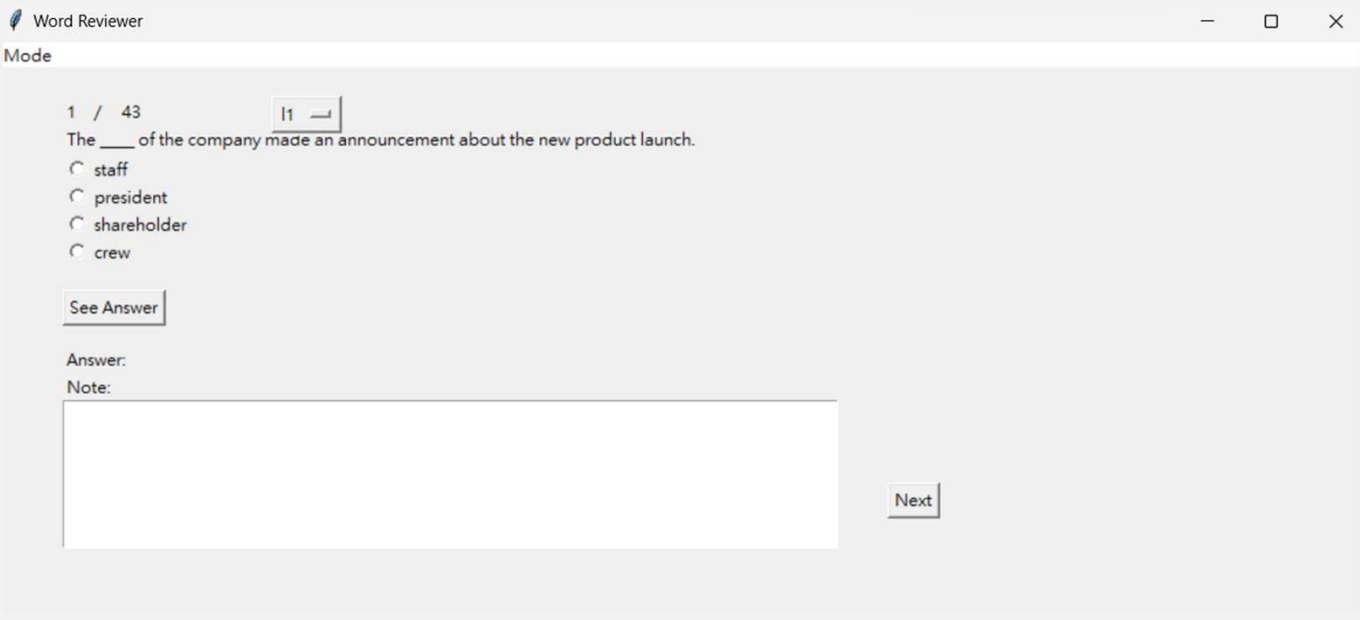 Word Reviewer
Mode
1 / 43 l1
The ____ of the company made an announcement about the new product launch.
staff
president
shareholder
crew
See Answer
Answer:
Note:
Next